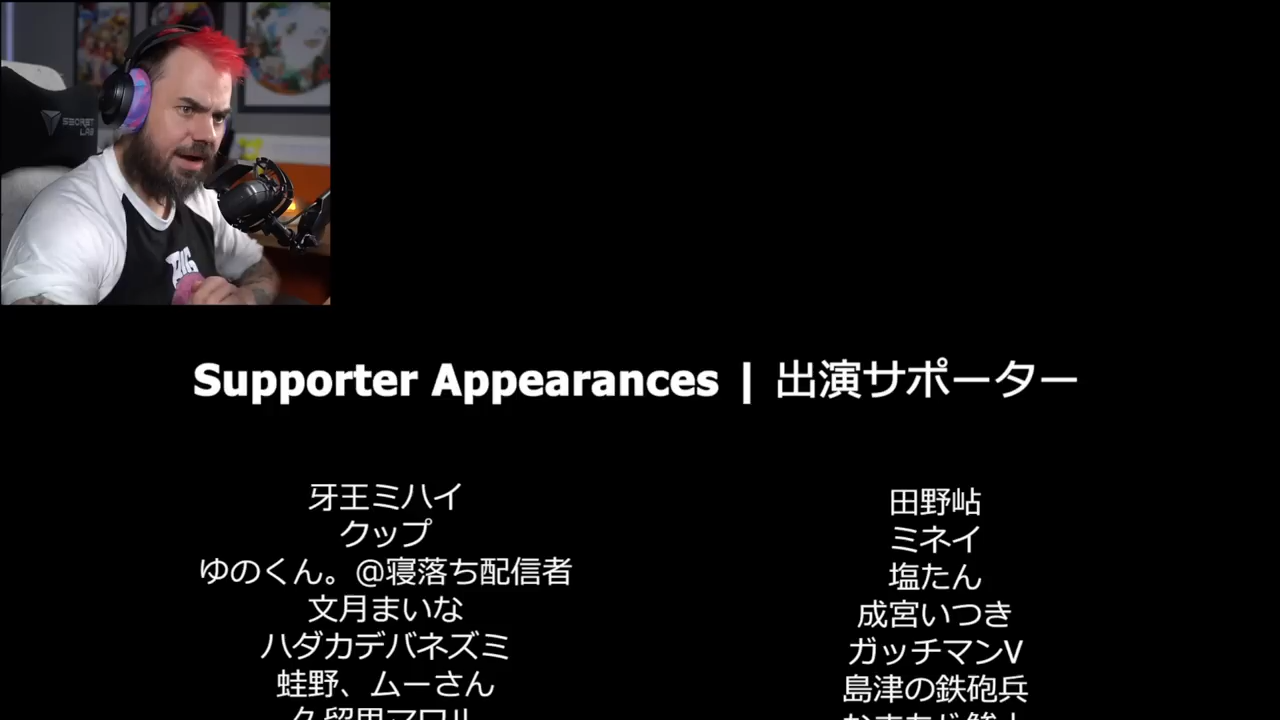 SECRET
LAB
Supporter Appearances | 出演サポーター
牙王ミハイ
クップ
ゆのくん。@寝落ち配信者
文月まいな
ハダカデバネズミ
蛙野、ムーさん
田野岾
ミネイ
塩たん
成宮いつき
ガッチマンV
島津の鉄砲兵